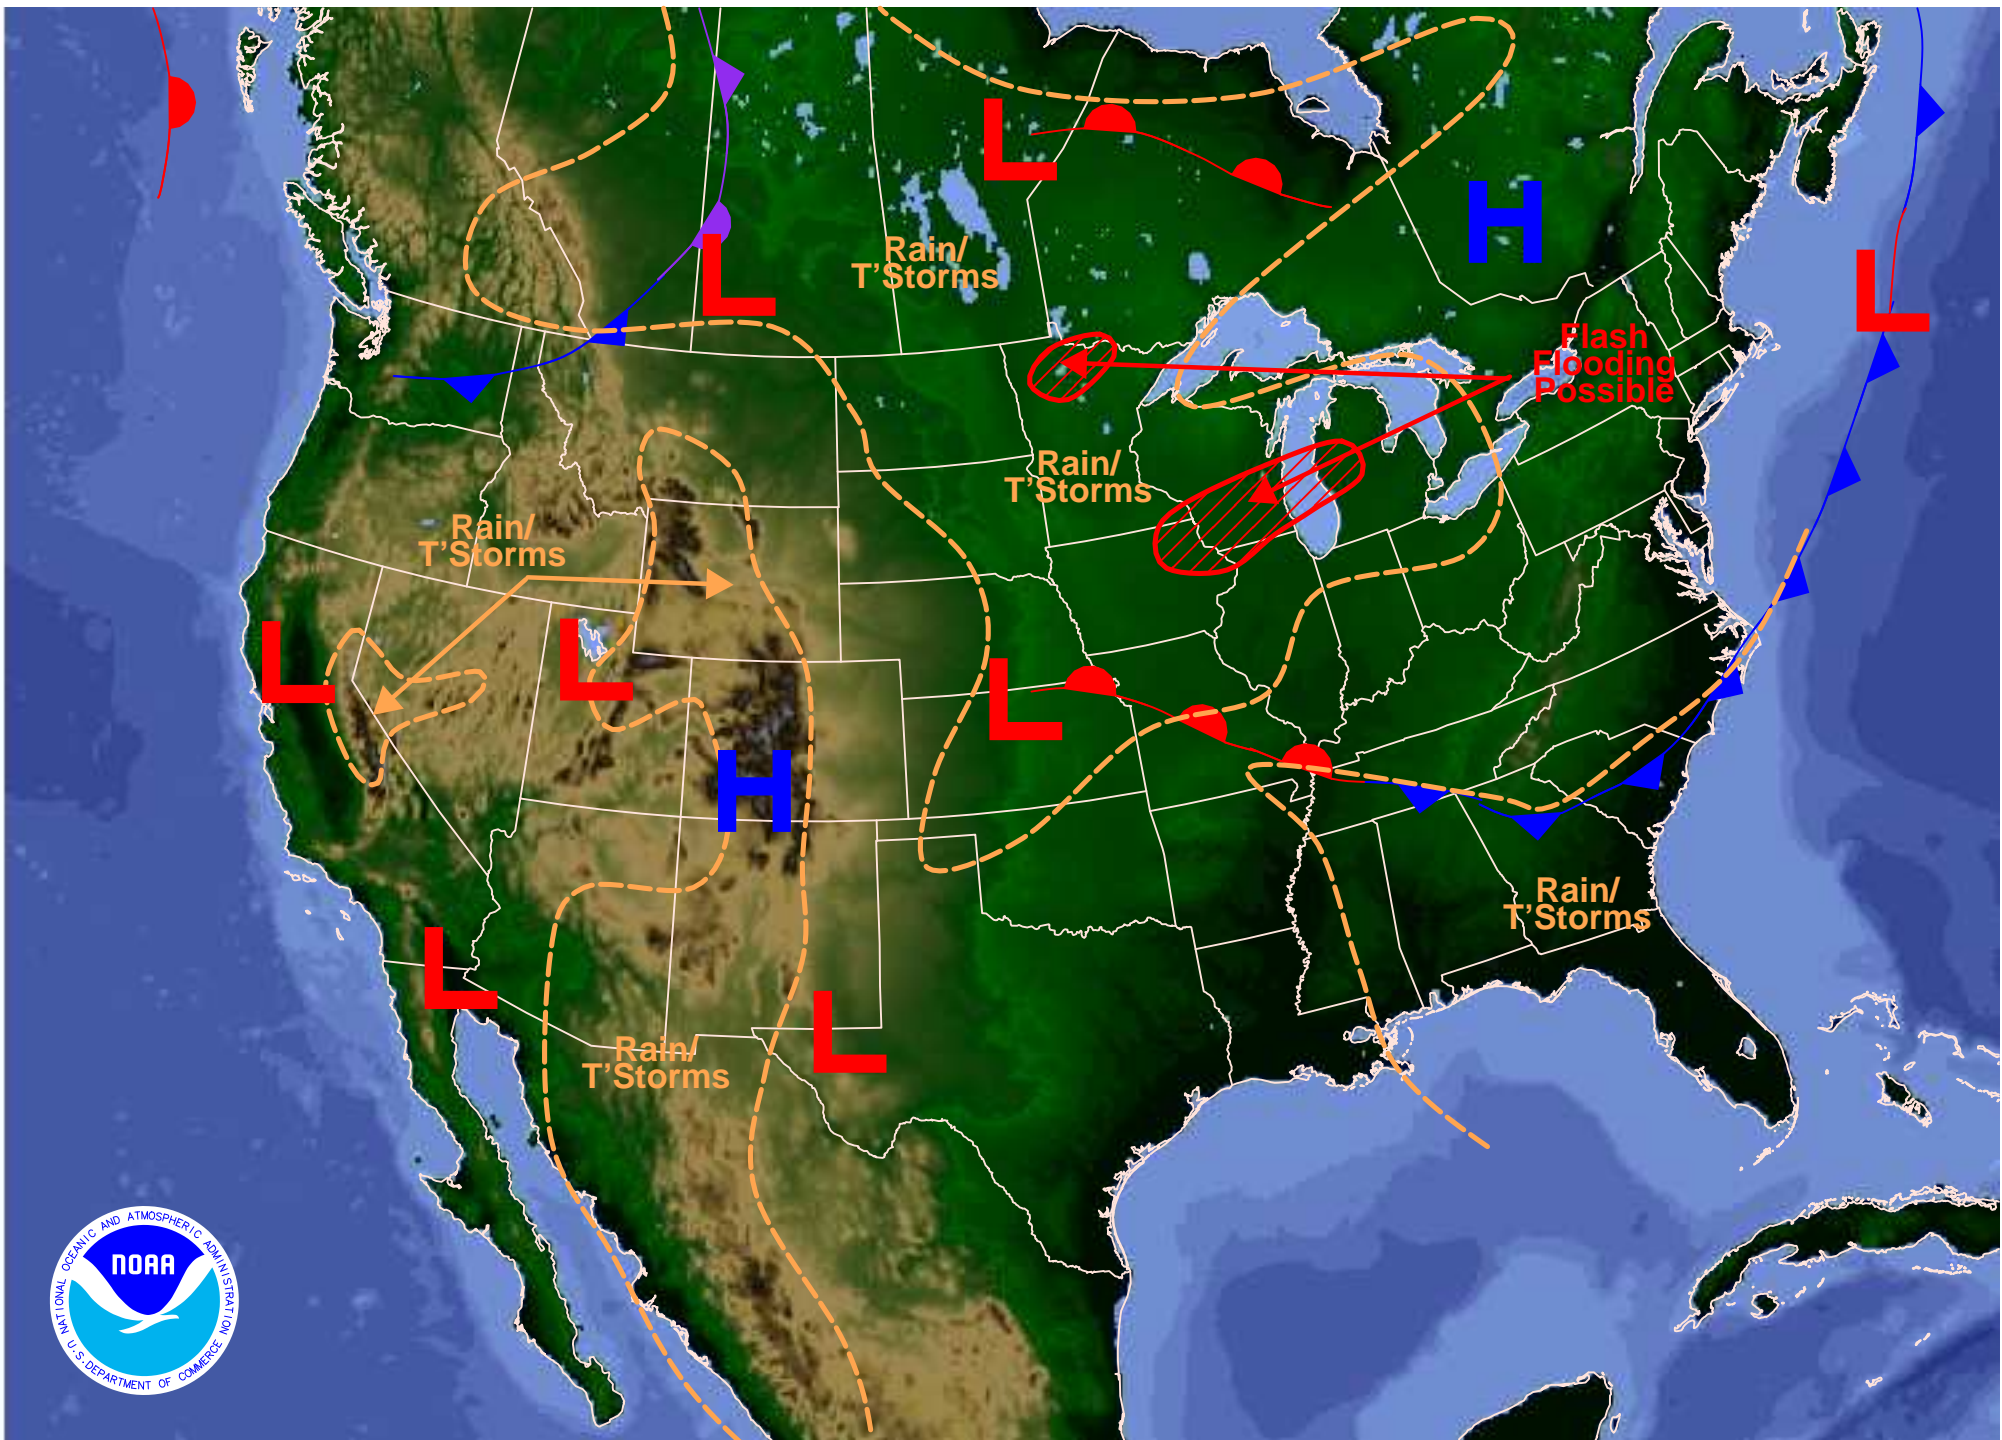 L
H
Rain/
T'Storms
L
L
Flash
Flooding
Possible
Rain/
T'Storms
Rain/
T'Storms
L
L
L
H
Rain/
T'Storms
L
L
Rain/
T'Storms
NATIONAL OCEANIC AND ATMOSPHERIC ADMINISTRATION
NOAA
U.S. DEPARTMENT OF COMMERCE